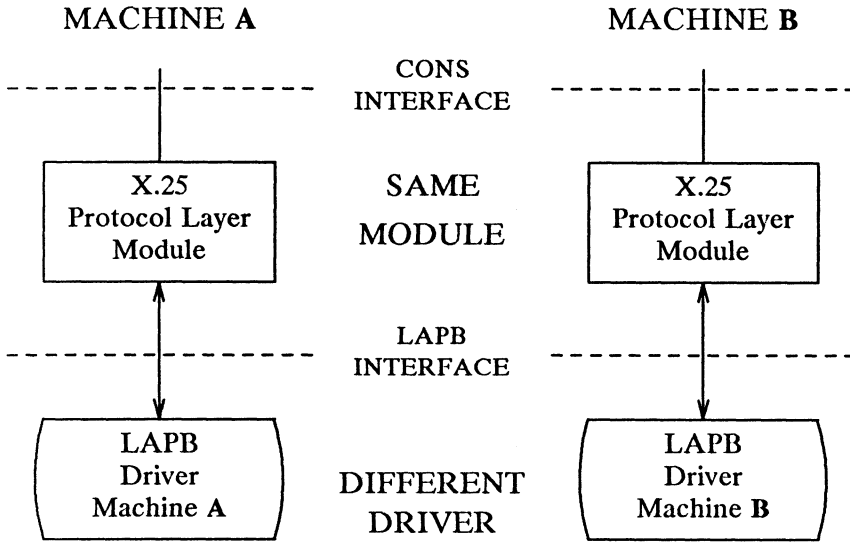 MACHINE A
MACHINE B
CONS
INTERFACE
X.25
Protocol Layer
Module
SAME
MODULE
X.25
Protocol Layer
Module
LAPB
INTERFACE
LAPB
Driver
Machine A
DIFFERENT
DRIVER
LAPB
Driver
Machine B